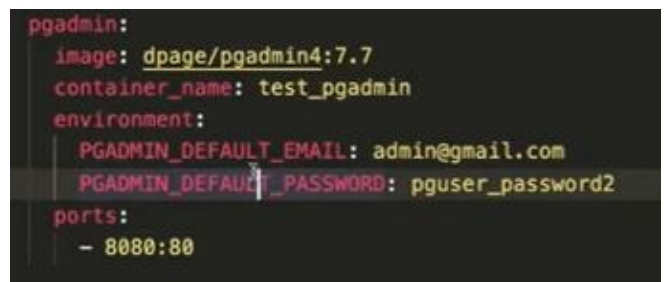 pgadmin:
image: dpage/pgadmin4:7.7
container_name: test_pgadmin
environment:
PGADMIN_DEFAULT_EMAIL: admin@gmail.com
PGADMIN_DEFAULT_PASSWORD: pguser_password2
ports:
- 8080:80